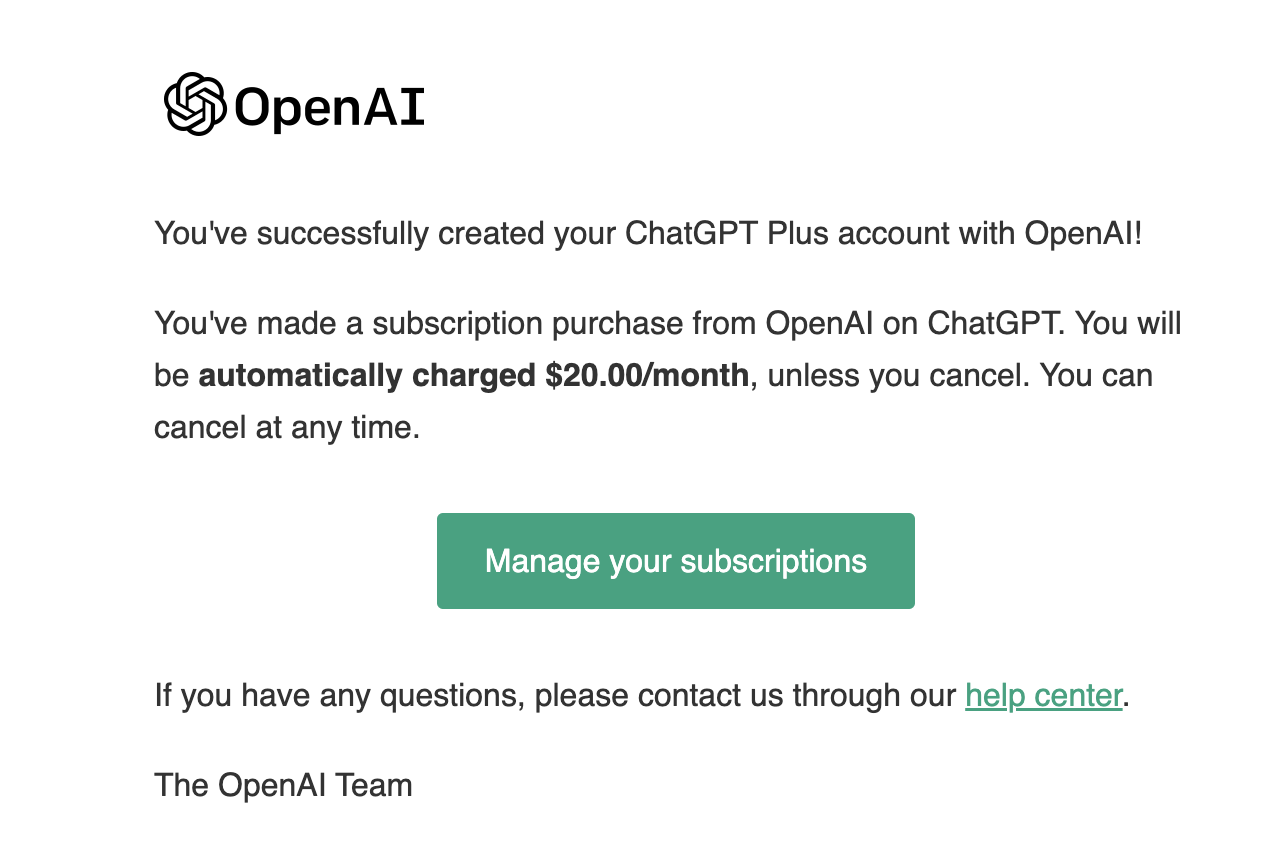 OpenAI
You've successfully created your ChatGPT Plus account with OpenAI!
You've made a subscription purchase from OpenAI on ChatGPT. You will
be automatically charged $20.00/month, unless you cancel. You can
cancel at any time.
Manage your subscriptions
If you have any questions, please contact us through our help center.
The OpenAI Team